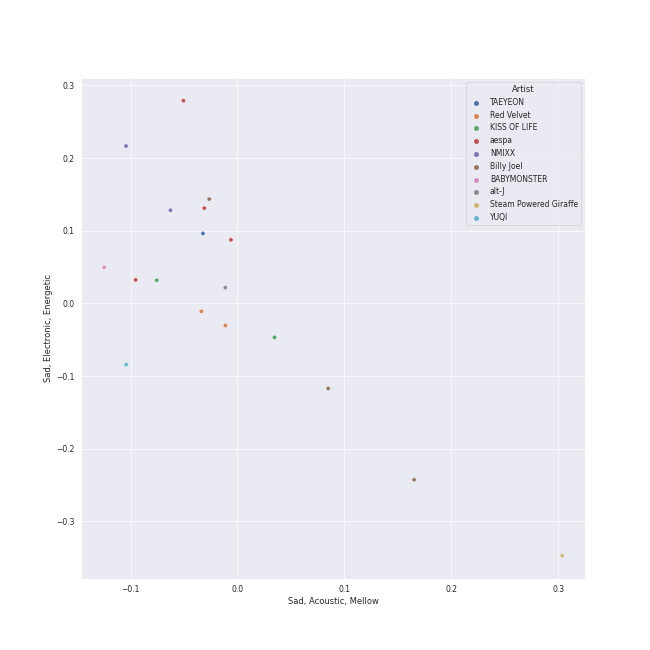 0.3
0.2
0.1
0.0
−0.1
−0.2
−0.3
Sad, Electronic, Energetic
Artist
TAEYEON
Red Velvet
KISS OF LIFE
aespa
NMIXX
Billy Joel
BABYMONSTER
alt-J
Steam Powered Giraffe
YUQI
−0.1 0.0 0.1 0.2 0.3
Sad, Acoustic, Mellow